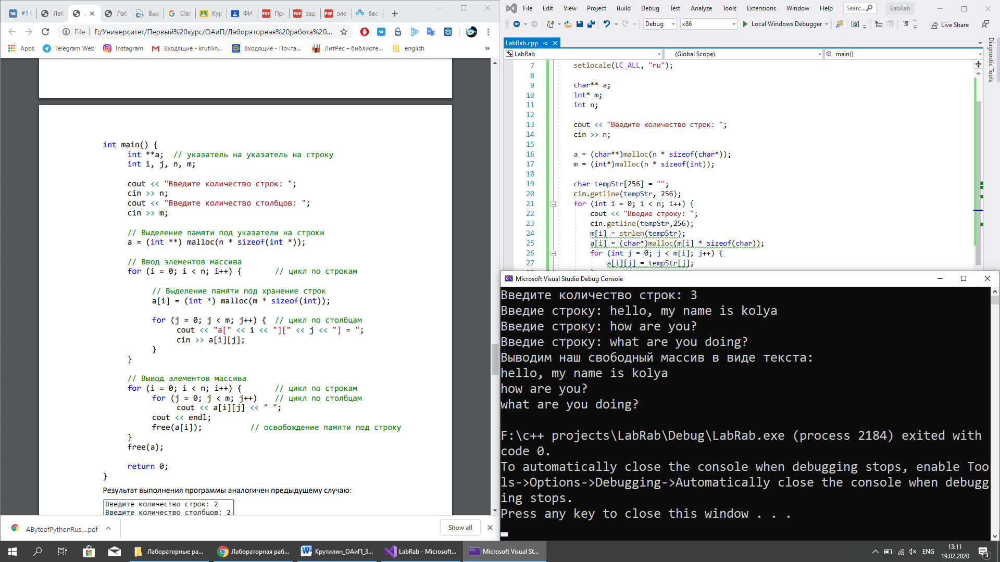 #1 (
Лаб
Лаб
Выд
Clas
Кур
ФИЗ
При
зад
эле
Вво
File
F:/Университет/Первый%20курс/ОАиП/Лабораторная%20работа%20...
Apps
Telegram Web
Instagram
Входящие - krutilin...
Входящие - Почта...
ЛитРес – библиоте...
english
»
int main() {
int **a;  // указатель на указатель на строку
int i, j, n, m;
cout << "Введите количество строк: ";
cin >> n;
cout << "Введите количество столбцов: ";
cin >> m;
// Выделение памяти под указатели на строки
a = (int **) malloc(n * sizeof(int *));
// Ввод элементов массива
for (i = 0; i < n; i++) {       // цикл по строкам
// Выделение памяти под хранение строк
a[i] = (int *) malloc(m * sizeof(int));
for (j = 0; j < m; j++) {  // цикл по столбцам
cout << "a[" << i << "][" << j << "] = ";
cin >> a[i][j];
}
}
// Вывод элементов массива
for (i = 0; i < n; i++) {       // цикл по строкам
for (j = 0; j < m; j++)    // цикл по столбцам
cout << a[i][j] << " ";
cout << endl;
free(a[i]);          // освобождение памяти под строку
}
free(a);
return 0;
}
Результат выполнения программы аналогичен предыдущему случаю:
Введите количество строк: 2
Введите количество столбцов: 2
AByteofPythonRus....pdf
Show all
File Edit View Project Build Debug Test Analyze Tools Extensions Window Help
Searc...
LabRab
Debug
x86
Local Windows Debugger
Live Share
LabRab.cpp
LabRab
(Global Scope)
main()
Diagnostic Tools
7 setlocale(LC_ALL, "ru");
8
9 char** a;
10 int* m;
11 int n;
12
13 cout << "Введите количество строк: ";
14 cin >> n;
15
16 a = (char**)malloc(n * sizeof(char*));
17 m = (int*)malloc(n * sizeof(int));
18
19 char tempStr[256] = "";
20 cin.getline(tempStr, 256);
21 for (int i = 0; i < n; i++) {
22 cout << "Введие строку: ";
23 cin.getline(tempStr,256);
24 m[i] = strlen(tempStr);
25 a[i] = (char*)malloc(m[i] * sizeof(char));
26 for (int j = 0; j < m[i]; j++) {
27 a[i][j] = tempStr[j];
Microsoft Visual Studio Debug Console
Введите количество строк: 3
Введие строку: hello, my name is kolya
Введие строку: how are you?
Введие строку: what are you doing?
Выводим наш свободный массив в виде текста:
hello, my name is kolya
how are you?
what are you doing?
F:\c++ projects\LabRab\Debug\LabRab.exe (process 2184) exited with
code 0.
To automatically close the console when debugging stops, enable Too
ls->Options->Debugging->Automatically close the console when debugg
ing stops.
Press any key to close this window . . .
Лабораторные ра...
Лабораторная раб...
Крутилин_ОАиП_3...
LabRab - Microsoft...
Microsoft Visual St...
ENG
13:11
19.02.2020
3